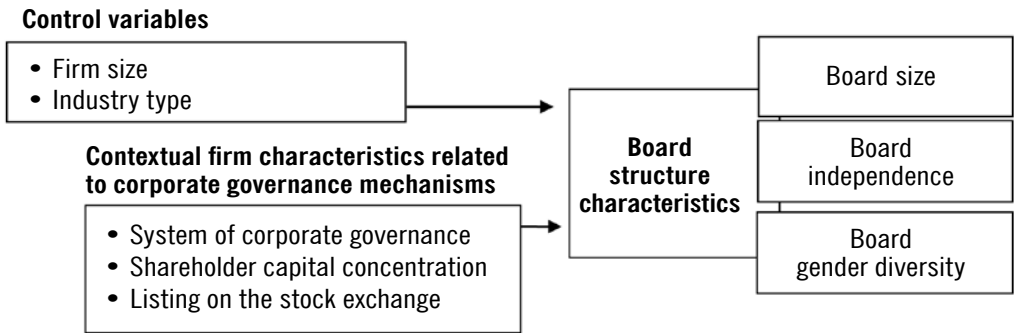 Control variables
• Firm size
• Industry type
Contextual firm characteristics related
to corporate governance mechanisms
• System of corporate governance
• Shareholder capital concentration
• Listing on the stock exchange
Board
structure
characteristics
Board size
Board
independence
Board
gender diversity